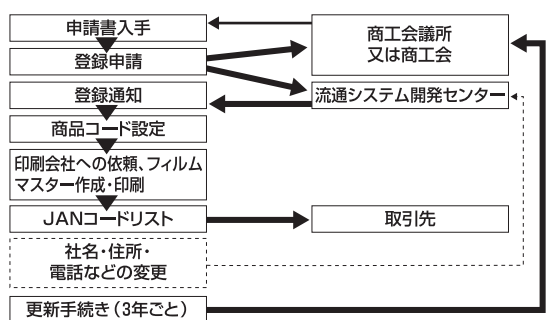 申請書入手
商工会議所
又は商工会
登録申請
登録通知
流通システム開発センター
商品コード設定
印刷会社への依頼、フィルム
マスター作成・印刷
JANコードリスト
取引先
社名・住所・
電話などの変更
更新手続き（3年ごと）